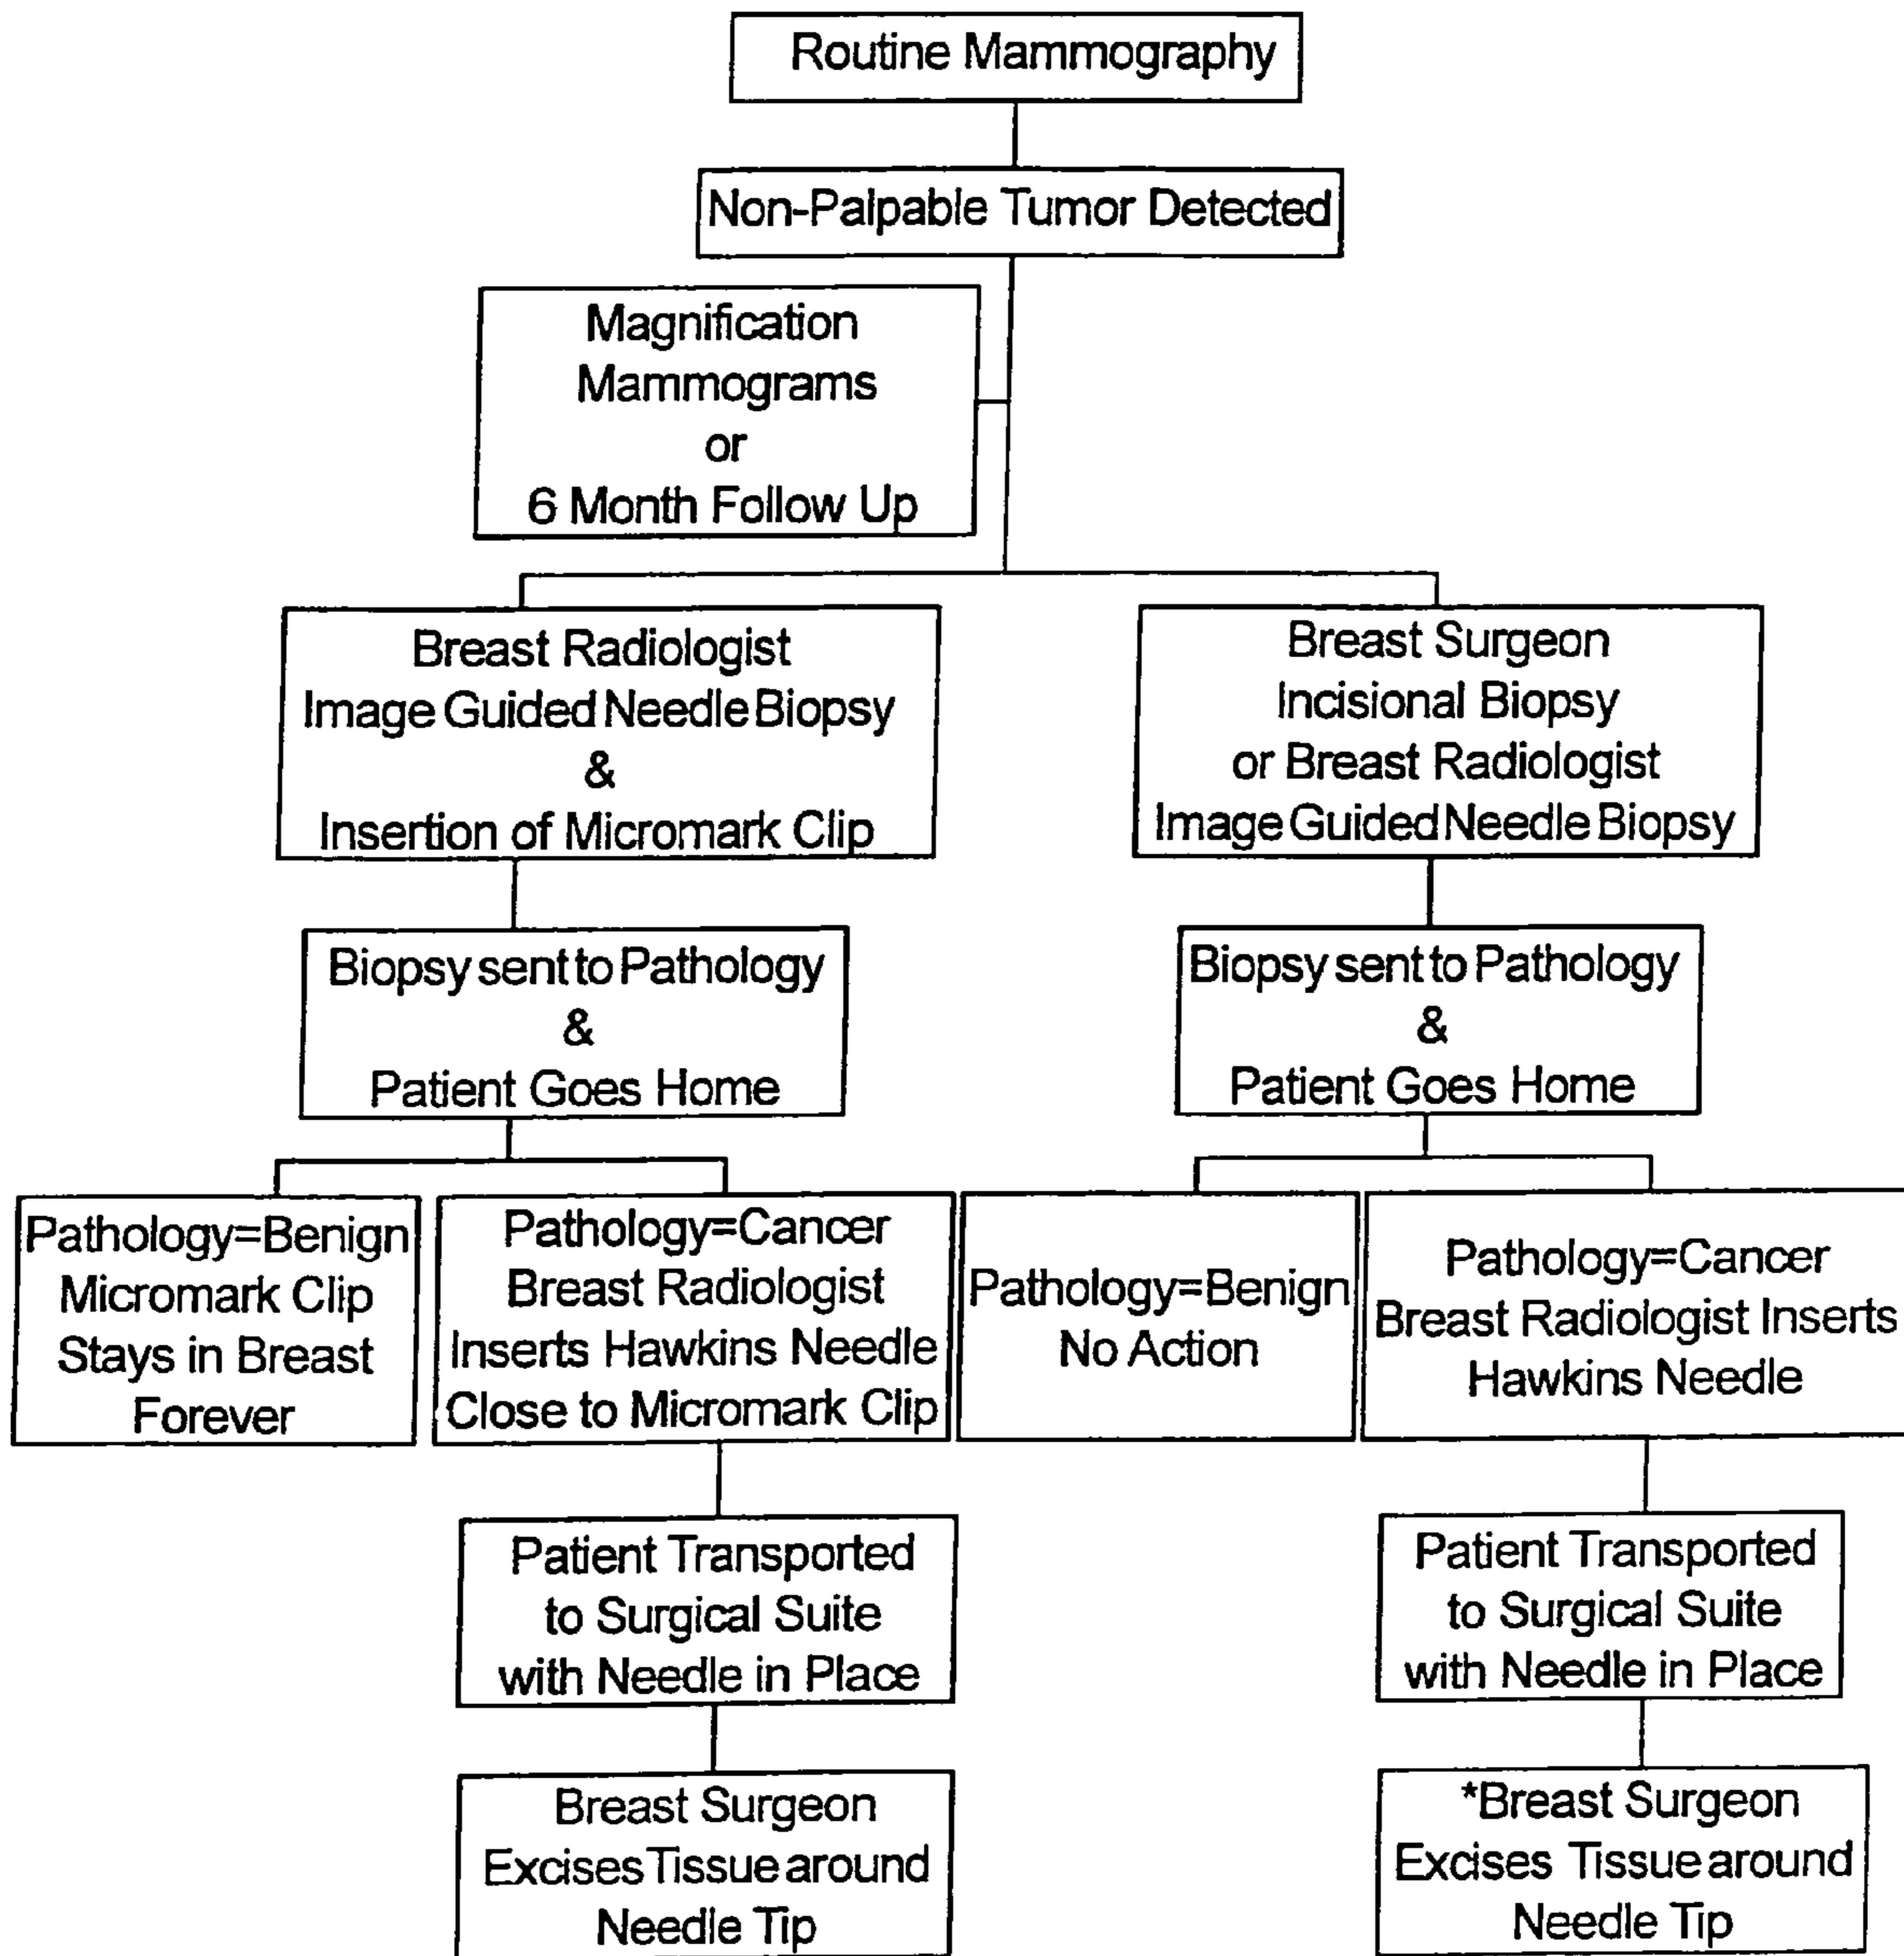 Routine Mammography
Non-Palpable Tumor Detected
Magnification
Mammograms
or
6 Month Follow Up
Breast Radiologist
Image Guided Needle Biopsy
&
Insertion of Micromark Clip
Breast Surgeon
Incisional Biopsy
or Breast Radiologist
Image Guided Needle Biopsy
Biopsy sent to Pathology
&
Patient Goes Home
Biopsy sent to Pathology
&
Patient Goes Home
Pathology=Benign
Micromark Clip
Stays in Breast
Forever
Pathology=Cancer
Breast Radiologist
Inserts Hawkins Needle
Close to Micromark Clip
Pathology=Benign
No Action
Pathology=Cancer
Breast Radiologist Inserts
Hawkins Needle
Patient Transported
to Surgical Suite
with Needle in Place
Patient Transported
to Surgical Suite
with Needle in Place
Breast Surgeon
Excises Tissue around
Needle Tip
*Breast Surgeon
Excises Tissue around
Needle Tip